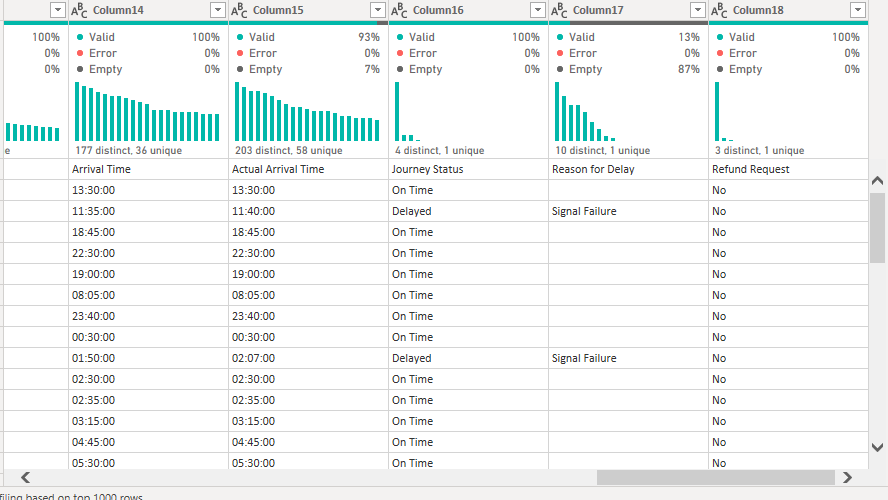 ABC Column14 ABC Column15 ABC Column16 ABC Column17 ABC Column18
100% Valid 100% Valid 93% Valid 100% Valid 13% Valid 100%
0% Error 0% Error 0% Error 0% Error 0% Error 0%
0% Empty 0% Empty 7% Empty 0% Empty 87% Empty 0%
e 177 distinct, 36 unique 203 distinct, 58 unique 4 distinct, 1 unique 10 distinct, 1 unique 3 distinct, 1 unique
Arrival Time Actual Arrival Time Journey Status Reason for Delay Refund Request
13:30:00 13:30:00 On Time No
11:35:00 11:40:00 Delayed Signal Failure No
18:45:00 18:45:00 On Time No
22:30:00 22:30:00 On Time No
19:00:00 19:00:00 On Time No
08:05:00 08:05:00 On Time No
23:40:00 23:40:00 On Time No
00:30:00 00:30:00 On Time No
01:50:00 02:07:00 Delayed Signal Failure No
02:30:00 02:30:00 On Time No
02:35:00 02:35:00 On Time No
03:15:00 03:15:00 On Time No
04:45:00 04:45:00 On Time No
05:30:00 05:30:00 On Time No
filing based on top 1000 rows